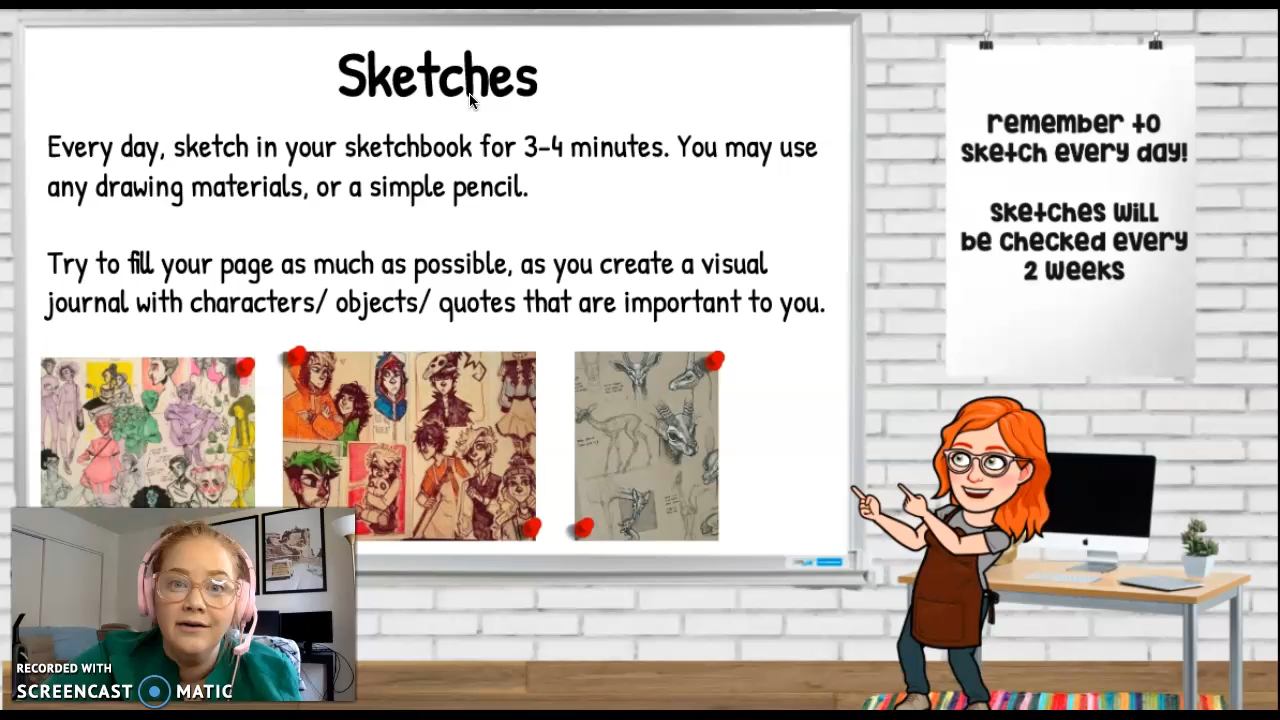 Sketches
Every day, sketch in your sketchbook for 3-4 minutes. You may use
any drawing materials, or a simple pencil.
Try to fill your page as much as possible, as you create a visual
journal with characters/ objects/ quotes that are important to you.
remember to
sketch every day!
sketches will
be checked every
2 weeks
RECORDED WITH
SCREENCAST MATIC